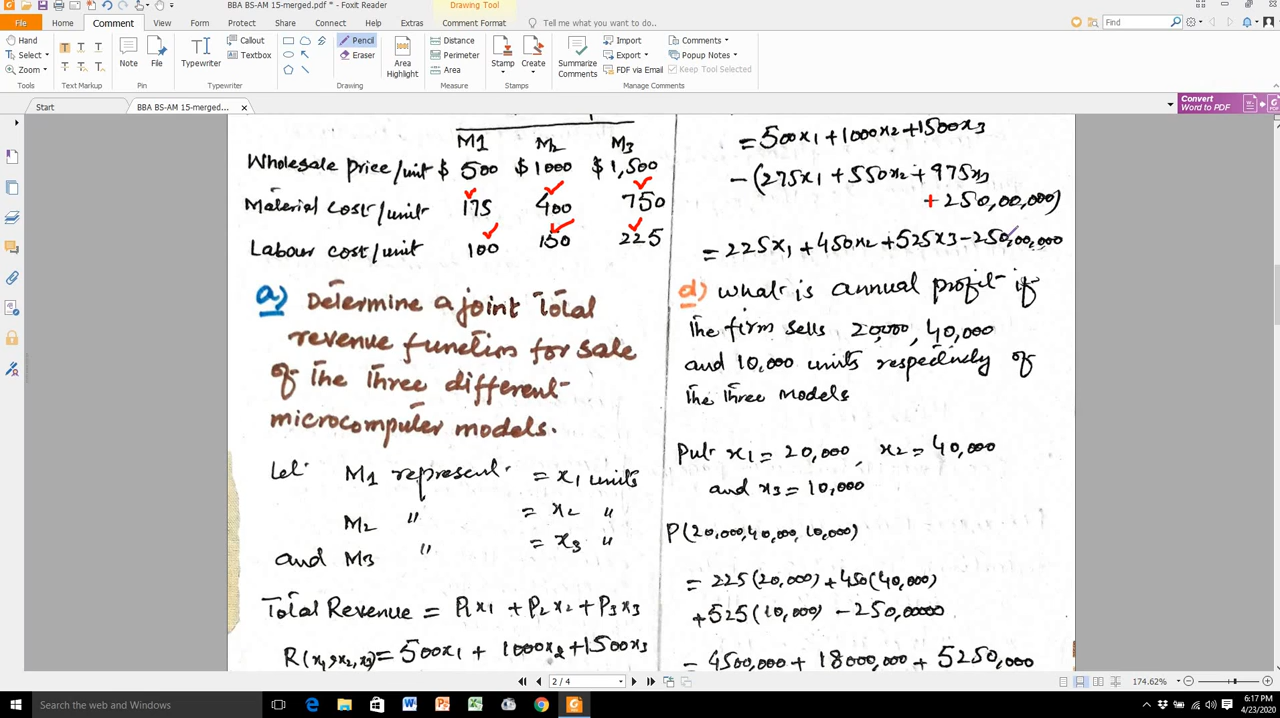 BBA BS-AM 15-merged.pdf * - Foxit Reader
Drawing Tool
File
Home
Comment
View
Form
Protect
Share
Connect
Help
Extras
Comment Format
Tell me what you want to do...
Find
Hand
Select
Zoom
Tools
Text Markup
Note
File
Pin
Typewriter
Callout
Textbox
Typewriter
Pencil
Eraser
Drawing
Area Highlight
Distance
Perimeter
Area
Measure
Stamp
Create
Stamps
Summarize Comments
Import
Export
FDF via Email
Comments
Popup Notes
Keep Tool Selected
Manage Comments
Start
BBA BS-AM 15-merged....
Convert
Word to PDF
M1 M2 M3
Wholesale price/unit $ 500 $ 1000 $ 1,500
Material cost/unit 175 400 750
Labour cost/unit 100 150 225
a) Determine a joint Total
revenue function for sale
of the three different
microcomputer models.
Let M1 represent = x1 units
M2 " = x2 "
and M3 " = x3 "
Total Revenue = P1x1 + P2x2 + P3x3
R(x1,x2,x3) = 500x1 + 1000x2 + 1500x3
= 500x1 + 1000x2 + 1500x3
- (275x1 + 550x2 + 975x3
+ 250,00,000)
= 225x1 + 450x2 + 525x3 - 250,00,000
d) what is annual profit if
the firm sells 20,000, 40,000
and 10,000 units respectively of
the three models
Put x1 = 20,000, x2 = 40,000
and x3 = 10,000
P(20,000,40,000,10,000)
= 225(20,000) + 450(40,000)
+525(10,000) - 250,00000
= 4500,000 + 18000,000 + 5250,000
2 / 4
174.62%
Search Windows
6:17 PM
4/23/2020